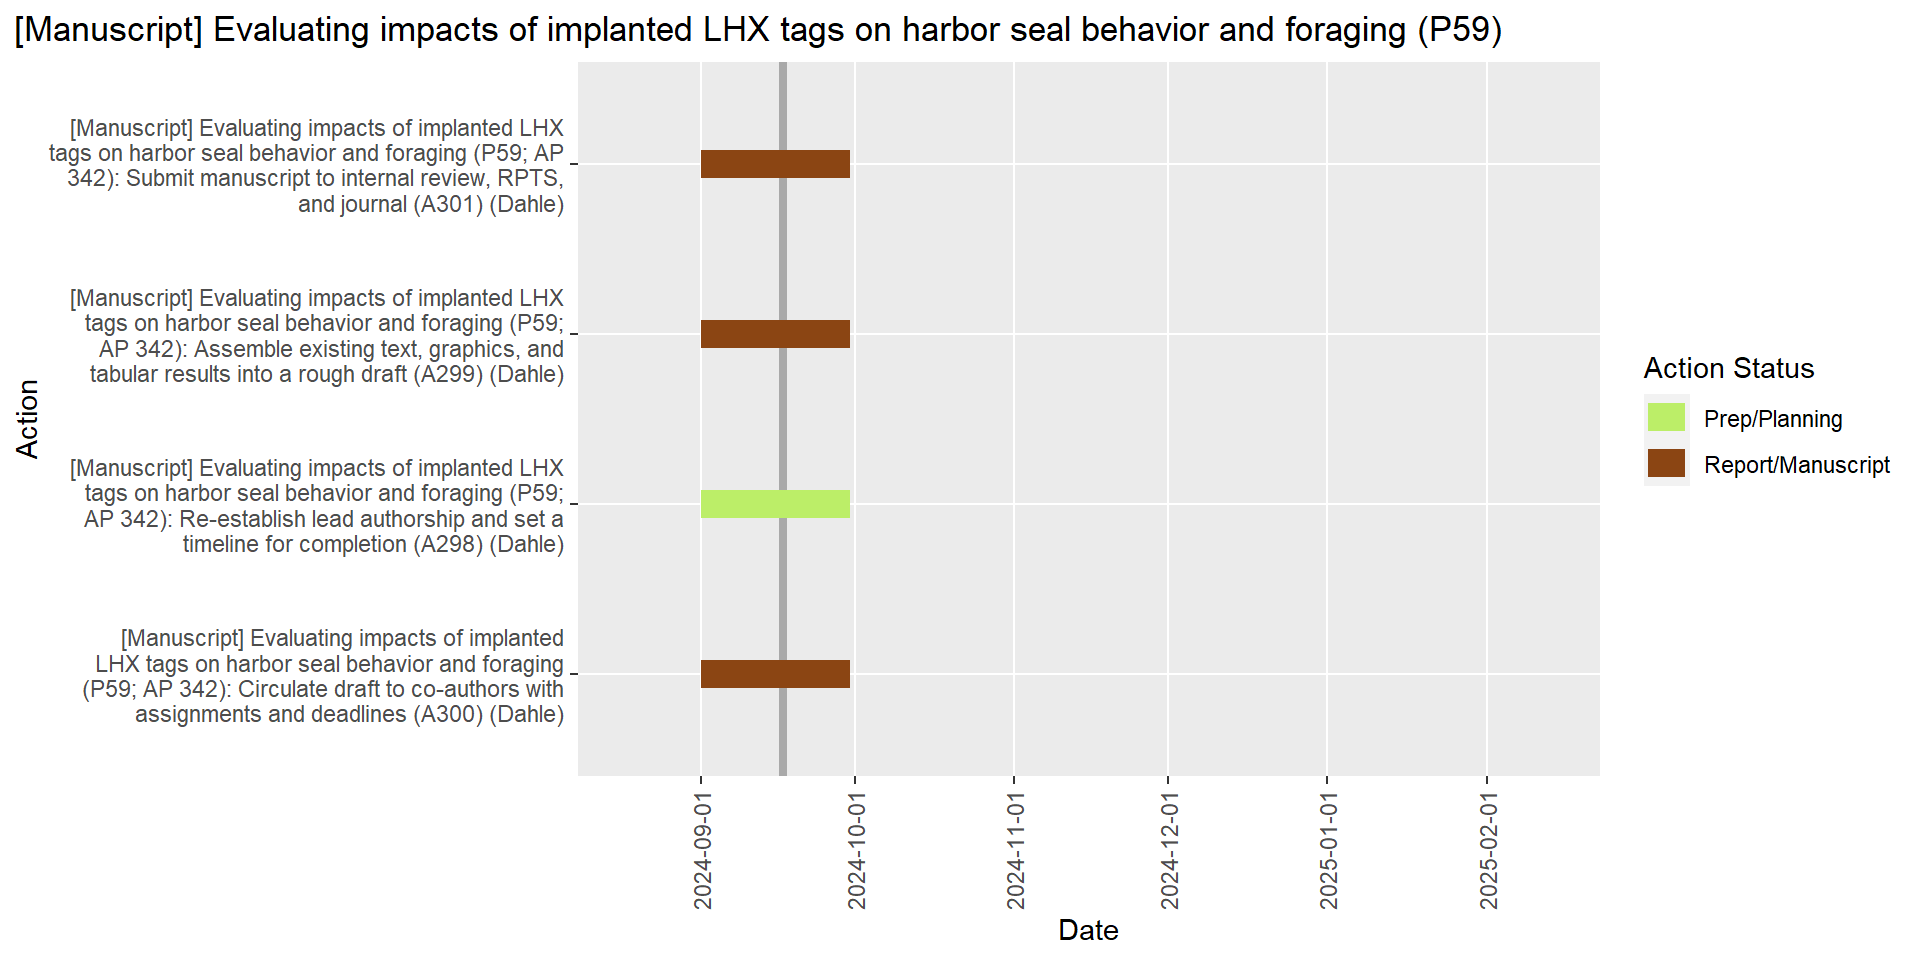 [Manuscript] Evaluating impacts of implanted LHX tags on harbor seal behavior and foraging (P59)
[Manuscript] Evaluating impacts of implanted LHX
tags on harbor seal behavior and foraging (P59; AP
342): Submit manuscript to internal review, RPTS,
and journal (A301) (Dahle)
[Manuscript] Evaluating impacts of implanted LHX
tags on harbor seal behavior and foraging (P59;
AP 342): Assemble existing text, graphics, and
tabular results into a rough draft (A299) (Dahle)
[Manuscript] Evaluating impacts of implanted LHX
tags on harbor seal behavior and foraging (P59;
AP 342): Re-establish lead authorship and set a
timeline for completion (A298) (Dahle)
[Manuscript] Evaluating impacts of implanted
LHX tags on harbor seal behavior and foraging
(P59; AP 342): Circulate draft to co-authors with
assignments and deadlines (A300) (Dahle)
Action
2024-09-01
2024-10-01
2024-11-01
2024-12-01
2025-01-01
2025-02-01
Date
Action Status
Prep/Planning
Report/Manuscript